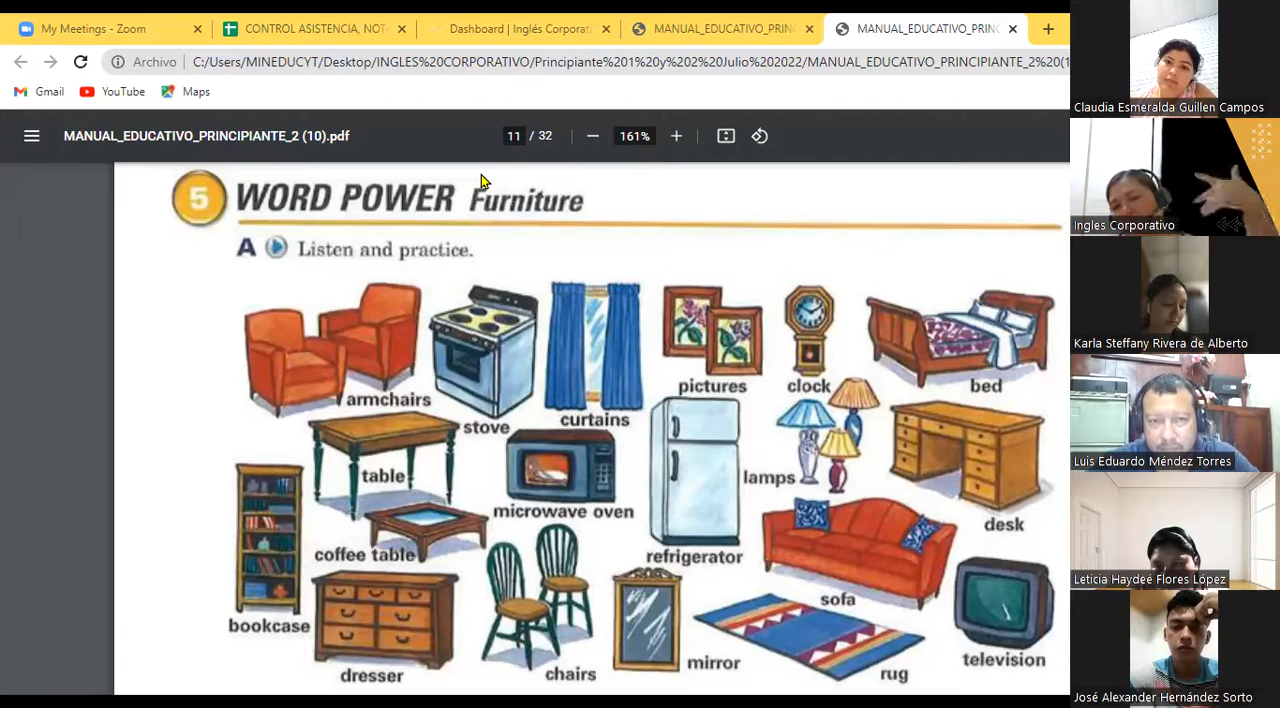 My Meetings - Zoom
CONTROL ASISTENCIA, NOT
Dashboard | Inglés Corporati
MANUAL_EDUCATIVO_PRIN
MANUAL_EDUCATIVO_PRIN
Archivo
C:/Users/MINEDUCYT/Desktop/INGLES%20CORPORATIVO/Principiante%201%20y%202%20Julio%202022/MANUAL_EDUCATIVO_PRINCIPIANTE_2%20(1
Gmail
YouTube
Maps
MANUAL_EDUCATIVO_PRINCIPIANTE_2 (10).pdf
11 / 32
161%
5 WORD POWER Furniture
A Listen and practice.
armchairs
stove
curtains
pictures
clock
bed
table
microwave oven
lamps
desk
coffee table
refrigerator
sofa
bookcase
dresser
chairs
mirror
rug
television
Claudia Esmeralda Guillen Campos
Ingles Corporativo
Karla Steffany Rivera de Alberto
Luis Eduardo Méndez Torres
Leticia Haydeé Flores López
José Alexander Hernández Sorto